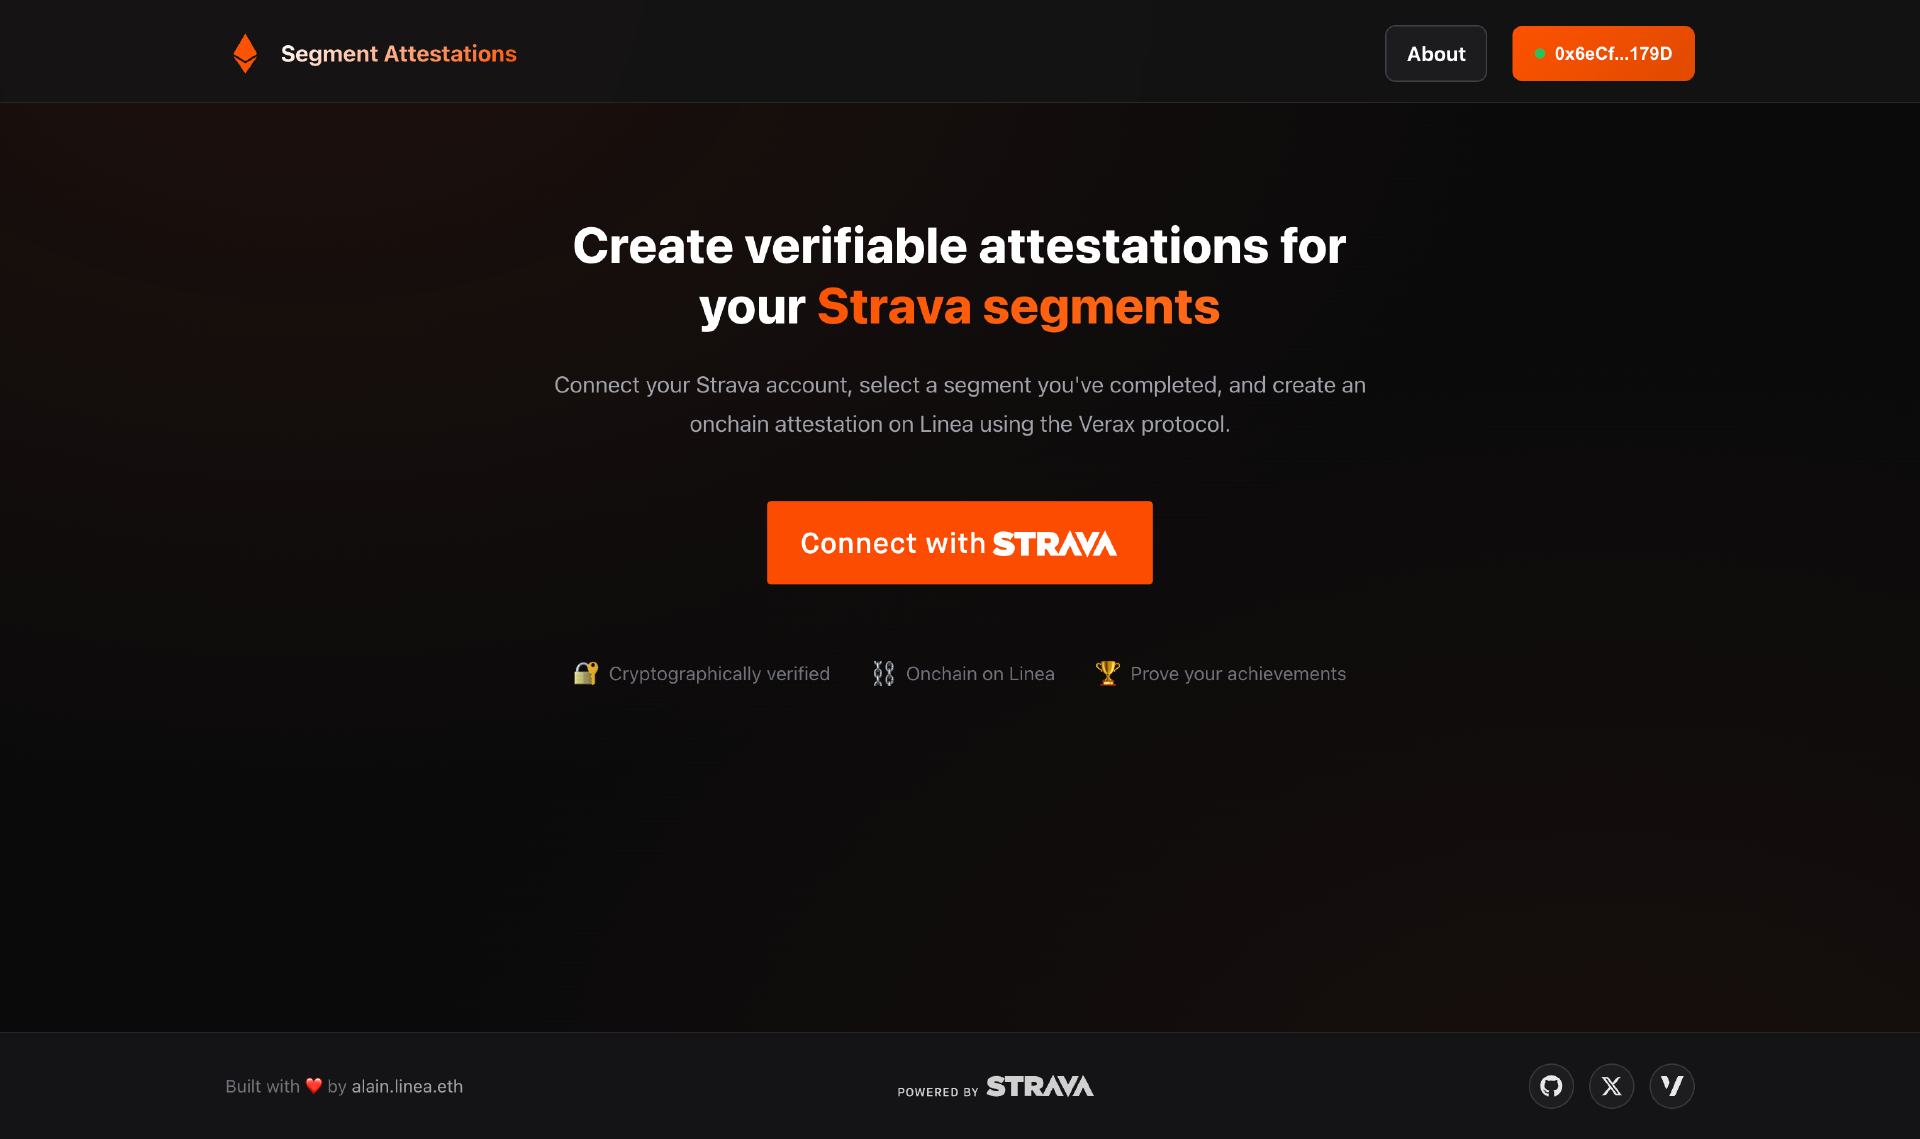 Segment Attestations
About
0x6eCf...179D
Create verifiable attestations for
your Strava segments
Connect your Strava account, select a segment you've completed, and create an
onchain attestation on Linea using the Verax protocol.
Connect with STRAVA
Cryptographically verified
Onchain on Linea
Prove your achievements
Built with ❤️ by alain.linea.eth
POWERED BY STRAVA